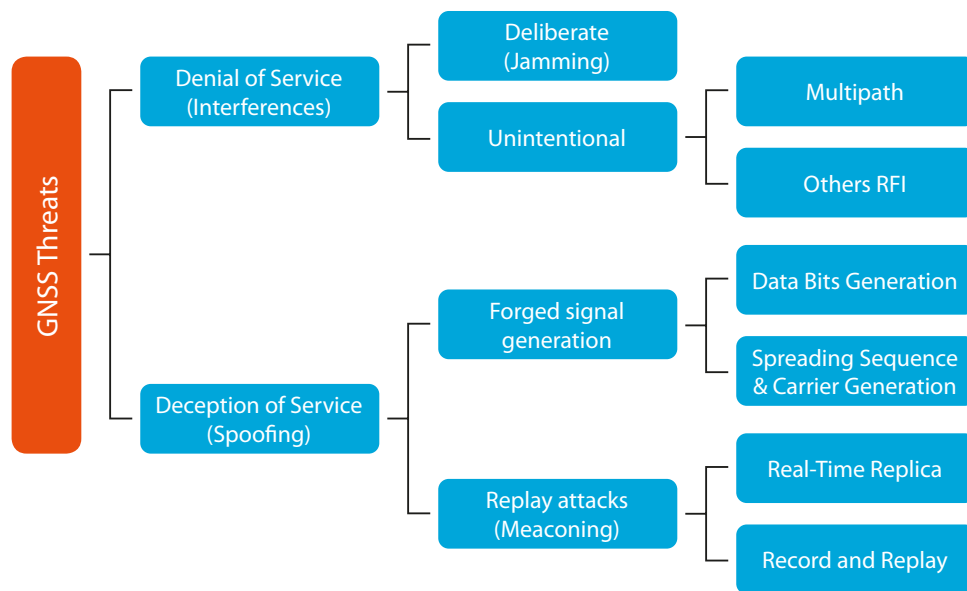 GNSS Threats
Denial of Service
(Interferences)
Deliberate
(Jamming)
Unintentional
Multipath
Others RFI
Deception of Service
(Spoofing)
Forged signal
generation
Data Bits Generation
Spreading Sequence
& Carrier Generation
Replay attacks
(Meaconing)
Real-Time Replica
Record and Replay